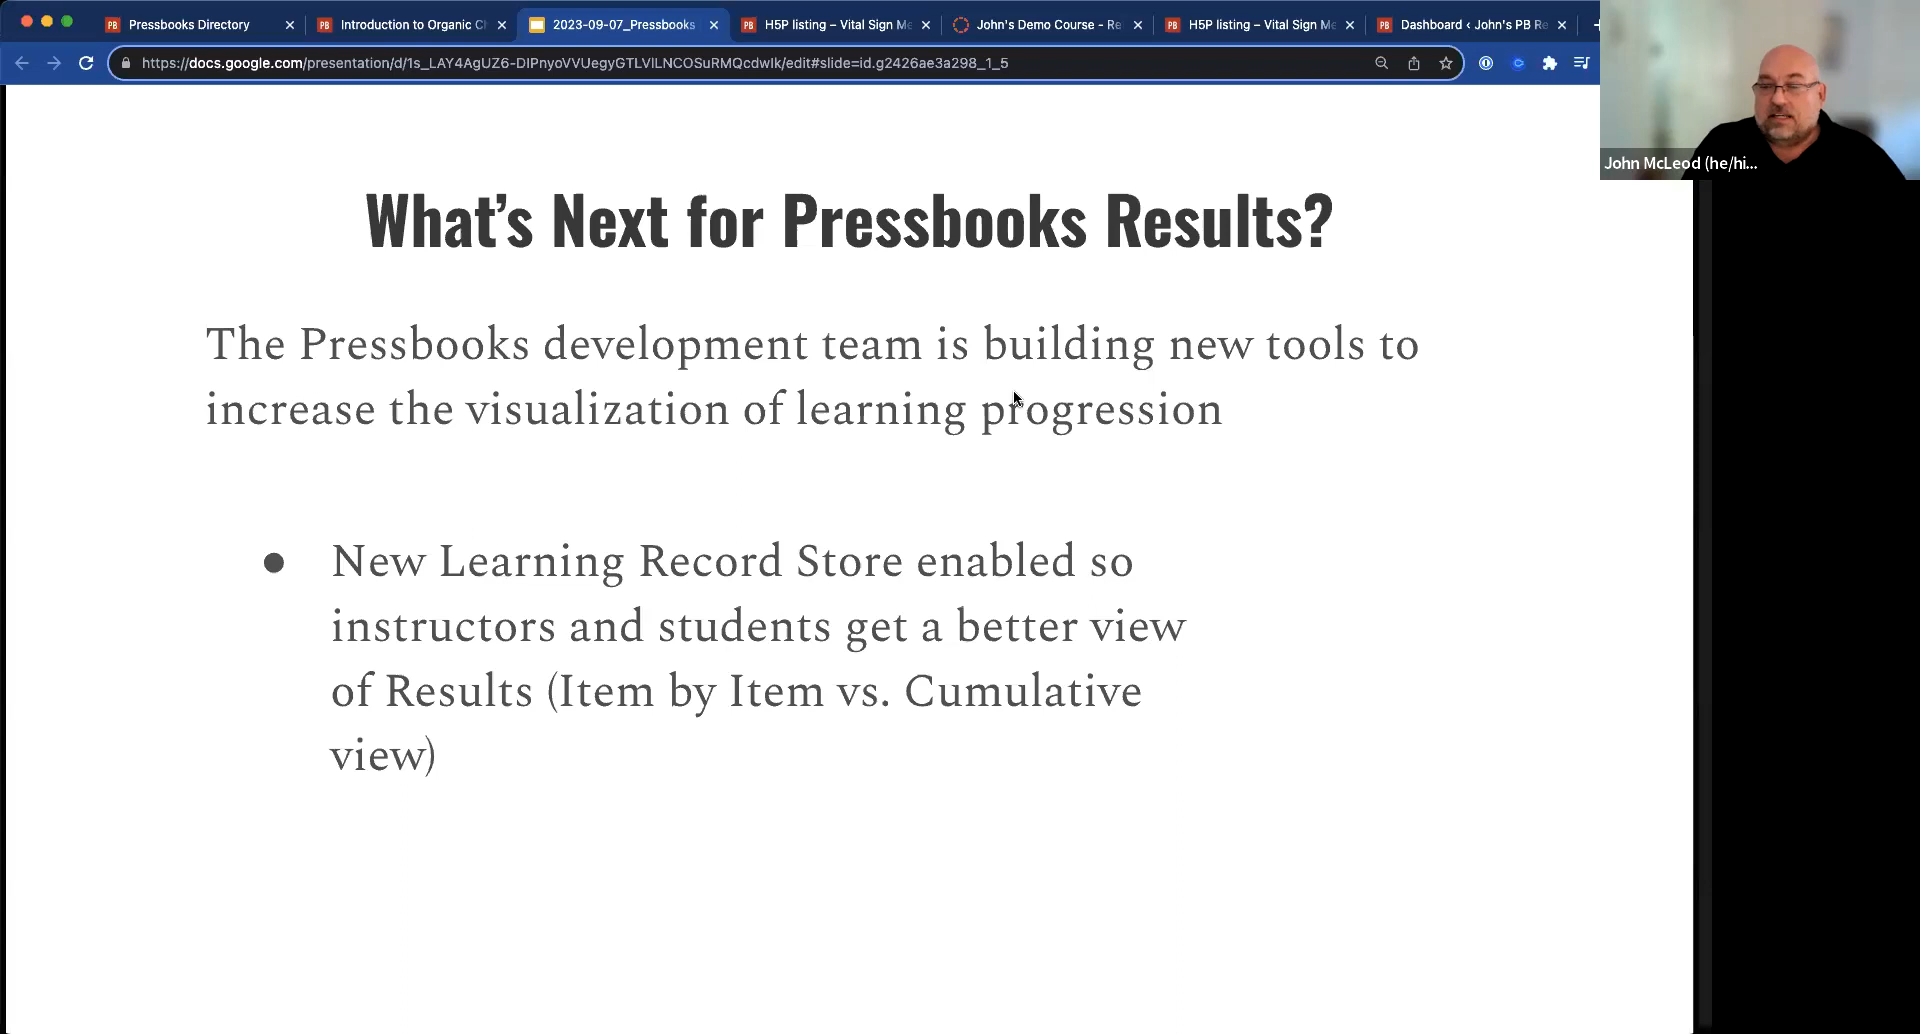 Pressbooks Directory
Introduction to Organic Ch
2023-09-07_Pressbooks
H5P listing – Vital Sign Me
John's Demo Course - Re
H5P listing – Vital Sign Me
Dashboard ‹ John's PB Re
https://docs.google.com/presentation/d/1s_LAY4AgUZ6-DIPnyoVVUegyGTLVlLNCOSuRMQcdwIk/edit#slide=id.g2426ae3a298_1_5
John McLeod (he/hi...
What's Next for Pressbooks Results?
The Pressbooks development team is building new tools to
increase the visualization of learning progression
● New Learning Record Store enabled so
instructors and students get a better view
of Results (Item by Item vs. Cumulative
view)